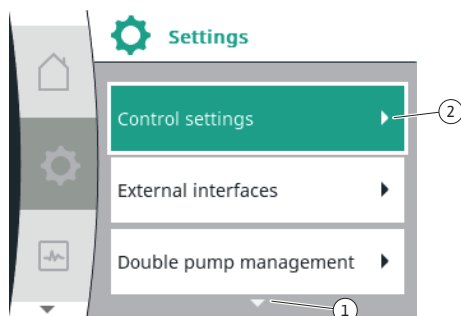 Settings
Control settings
2
External interfaces
Double pump management
1